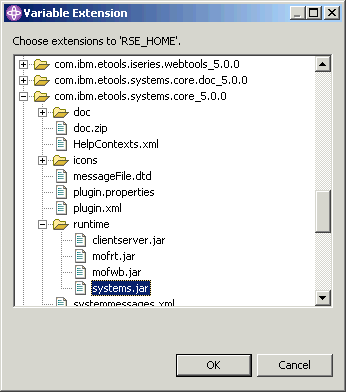 Variable Extension
Choose extensions to 'RSE_HOME'.
com.ibm.etools.iseries.webtools_5.0.0
com.ibm.etools.systems.core.doc_5.0.0
com.ibm.etools.systems.core_5.0.0
doc
doc.zip
HelpContexts.xml
icons
messageFile.dtd
plugin.properties
plugin.xml
runtime
clientserver.jar
mofrt.jar
mofwb.jar
systems.jar
systemmessages.xml
OK
Cancel